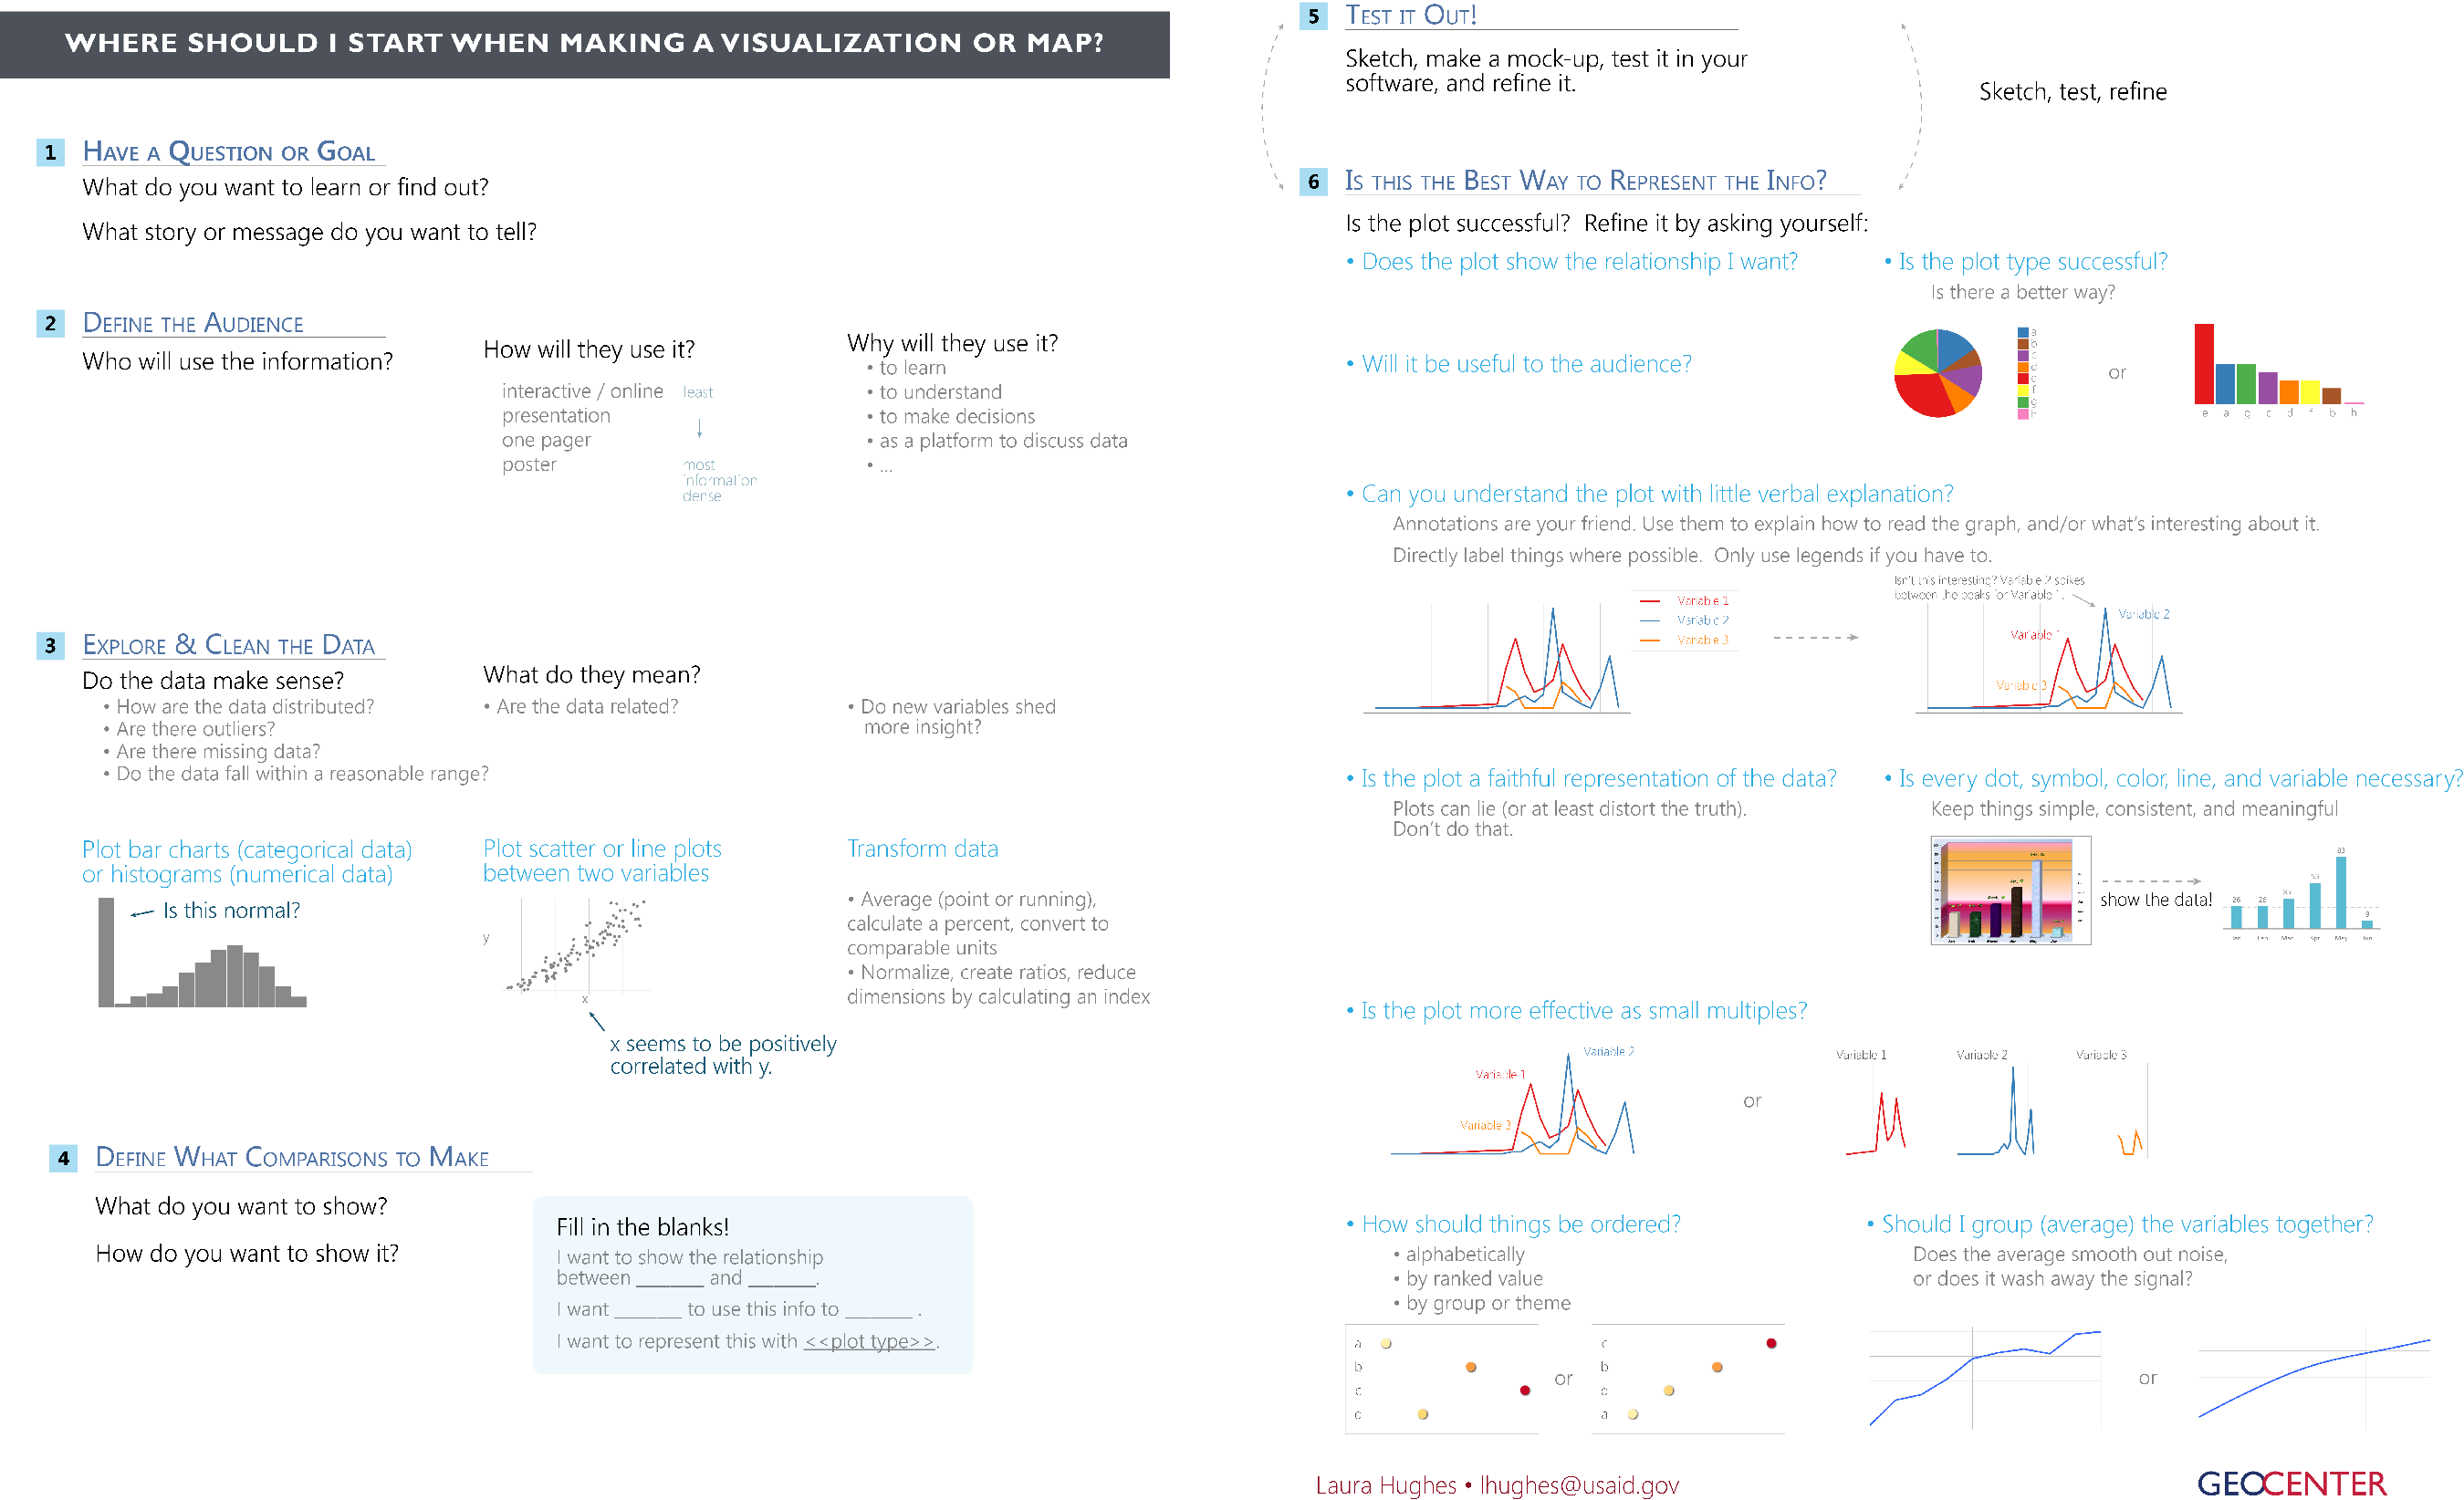 WHERE SHOULD I START WHEN MAKING A VISUALIZATION OR MAP?
1 HAVE A QUESTION OR GOAL
What do you want to learn or find out?
What story or message do you want to tell?
2 DEFINE THE AUDIENCE
Who will use the information?
How will they use it?
interactive / online least
presentation
one pager
poster most
information
dense
Why will they use it?
• to learn
• to understand
• to make decisions
• as a platform to discuss data
• ...
3 EXPLORE & CLEAN THE DATA
Do the data make sense?
• How are the data distributed?
• Are there outliers?
• Are there missing data?
• Do the data fall within a reasonable range?
What do they mean?
• Are the data related?
• Do new variables shed
more insight?
Plot bar charts (categorical data)
or histograms (numerical data)
Is this normal?
Plot scatter or line plots
between two variables
y
x
x seems to be positively
correlated with y.
Transform data
• Average (point or running),
calculate a percent, convert to
comparable units
• Normalize, create ratios, reduce
dimensions by calculating an index
4 DEFINE WHAT COMPARISONS TO MAKE
What do you want to show?
How do you want to show it?
Fill in the blanks!
I want to show the relationship
between _______ and _______.
I want _______ to use this info to _______ .
I want to represent this with <<plot type>>.
5 TEST IT OUT!
Sketch, make a mock-up, test it in your
software, and refine it.
Sketch, test, refine
6 IS THIS THE BEST WAY TO REPRESENT THE INFO?
Is the plot successful? Refine it by asking yourself:
• Does the plot show the relationship I want?
• Is the plot type successful?
Is there a better way?
• Will it be useful to the audience?
a
b
c
d
e
f
g
h
or
e a g c d f b h
• Can you understand the plot with little verbal explanation?
Annotations are your friend. Use them to explain how to read the graph, and/or what's interesting about it.
Directly label things where possible. Only use legends if you have to.
Variable 1
Variable 2
Variable 3
Isn't this interesting? Variable 2 spikes
between the peaks for Variable 1.
Variable 2
Variable 1
Variable 3
• Is the plot a faithful representation of the data?
Plots can lie (or at least distort the truth).
Don't do that.
• Is every dot, symbol, color, line, and variable necessary?
Keep things simple, consistent, and meaningful
show the data!
26 26 53 83 9
Jan Feb Mar Apr May Jun
• Is the plot more effective as small multiples?
Variable 2
Variable 1
Variable 3
or
Variable 1 Variable 2 Variable 3
• How should things be ordered?
• alphabetically
• by ranked value
• by group or theme
a
b
c
or
b
a
• Should I group (average) the variables together?
Does the average smooth out noise,
or does it wash away the signal?
or
Laura Hughes • lhughes@usaid.gov
GEOCENTER